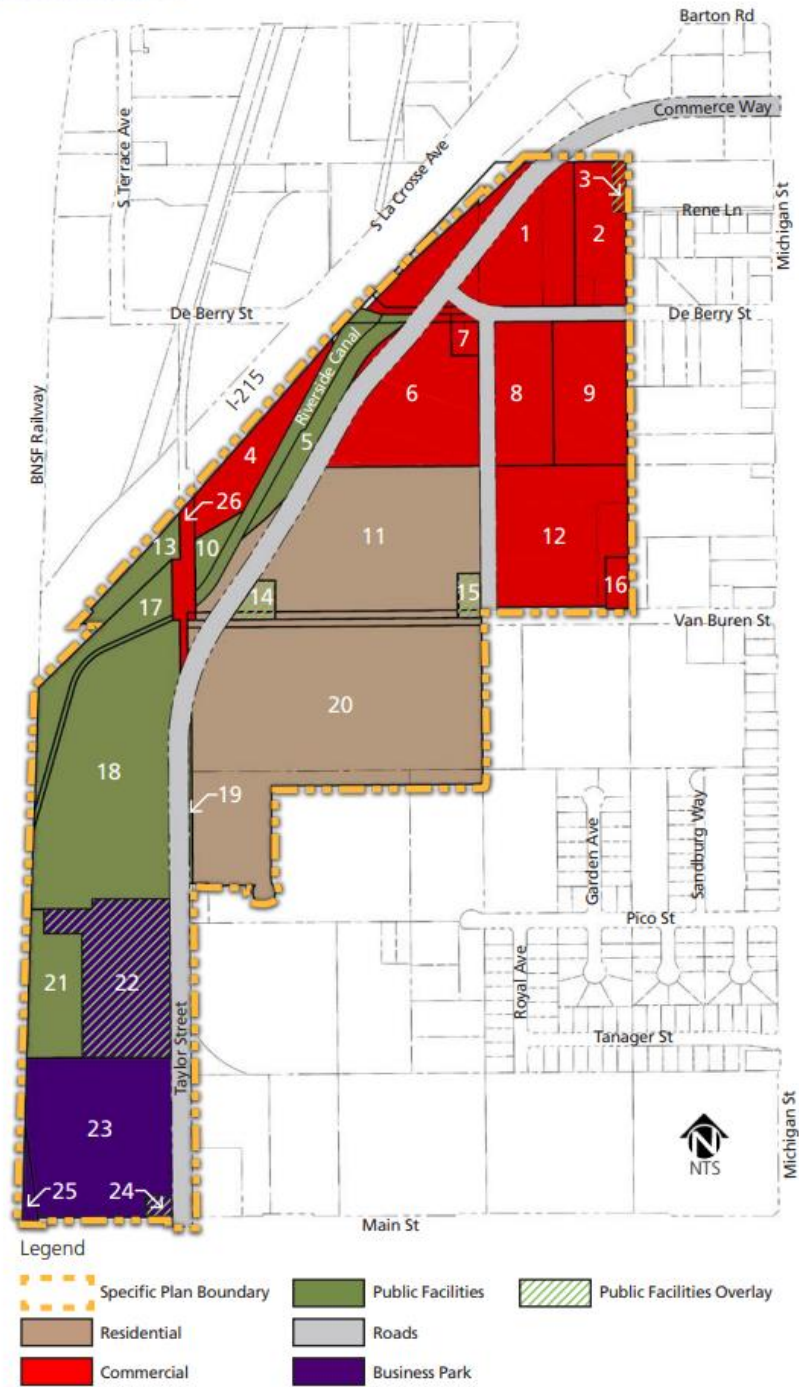 Barton Rd
Commerce Way
S Terrace Ave
S La Crosse Ave
Michigan St
3
1
2
Rene Ln
De Berry St
De Berry St
I-215
Riverside Canal
BNSF Railway
7
6
8
9
5
4
26
13
10
11
12
14
15
16
17
Van Buren St
20
18
19
Garden Ave
Sandburg Way
Pico St
Royal Ave
21
22
Tanager St
Taylor Street
23
Michigan St
N
NTS
25
24
Main St
Legend
Specific Plan Boundary
Public Facilities
Public Facilities Overlay
Residential
Roads
Commercial
Business Park